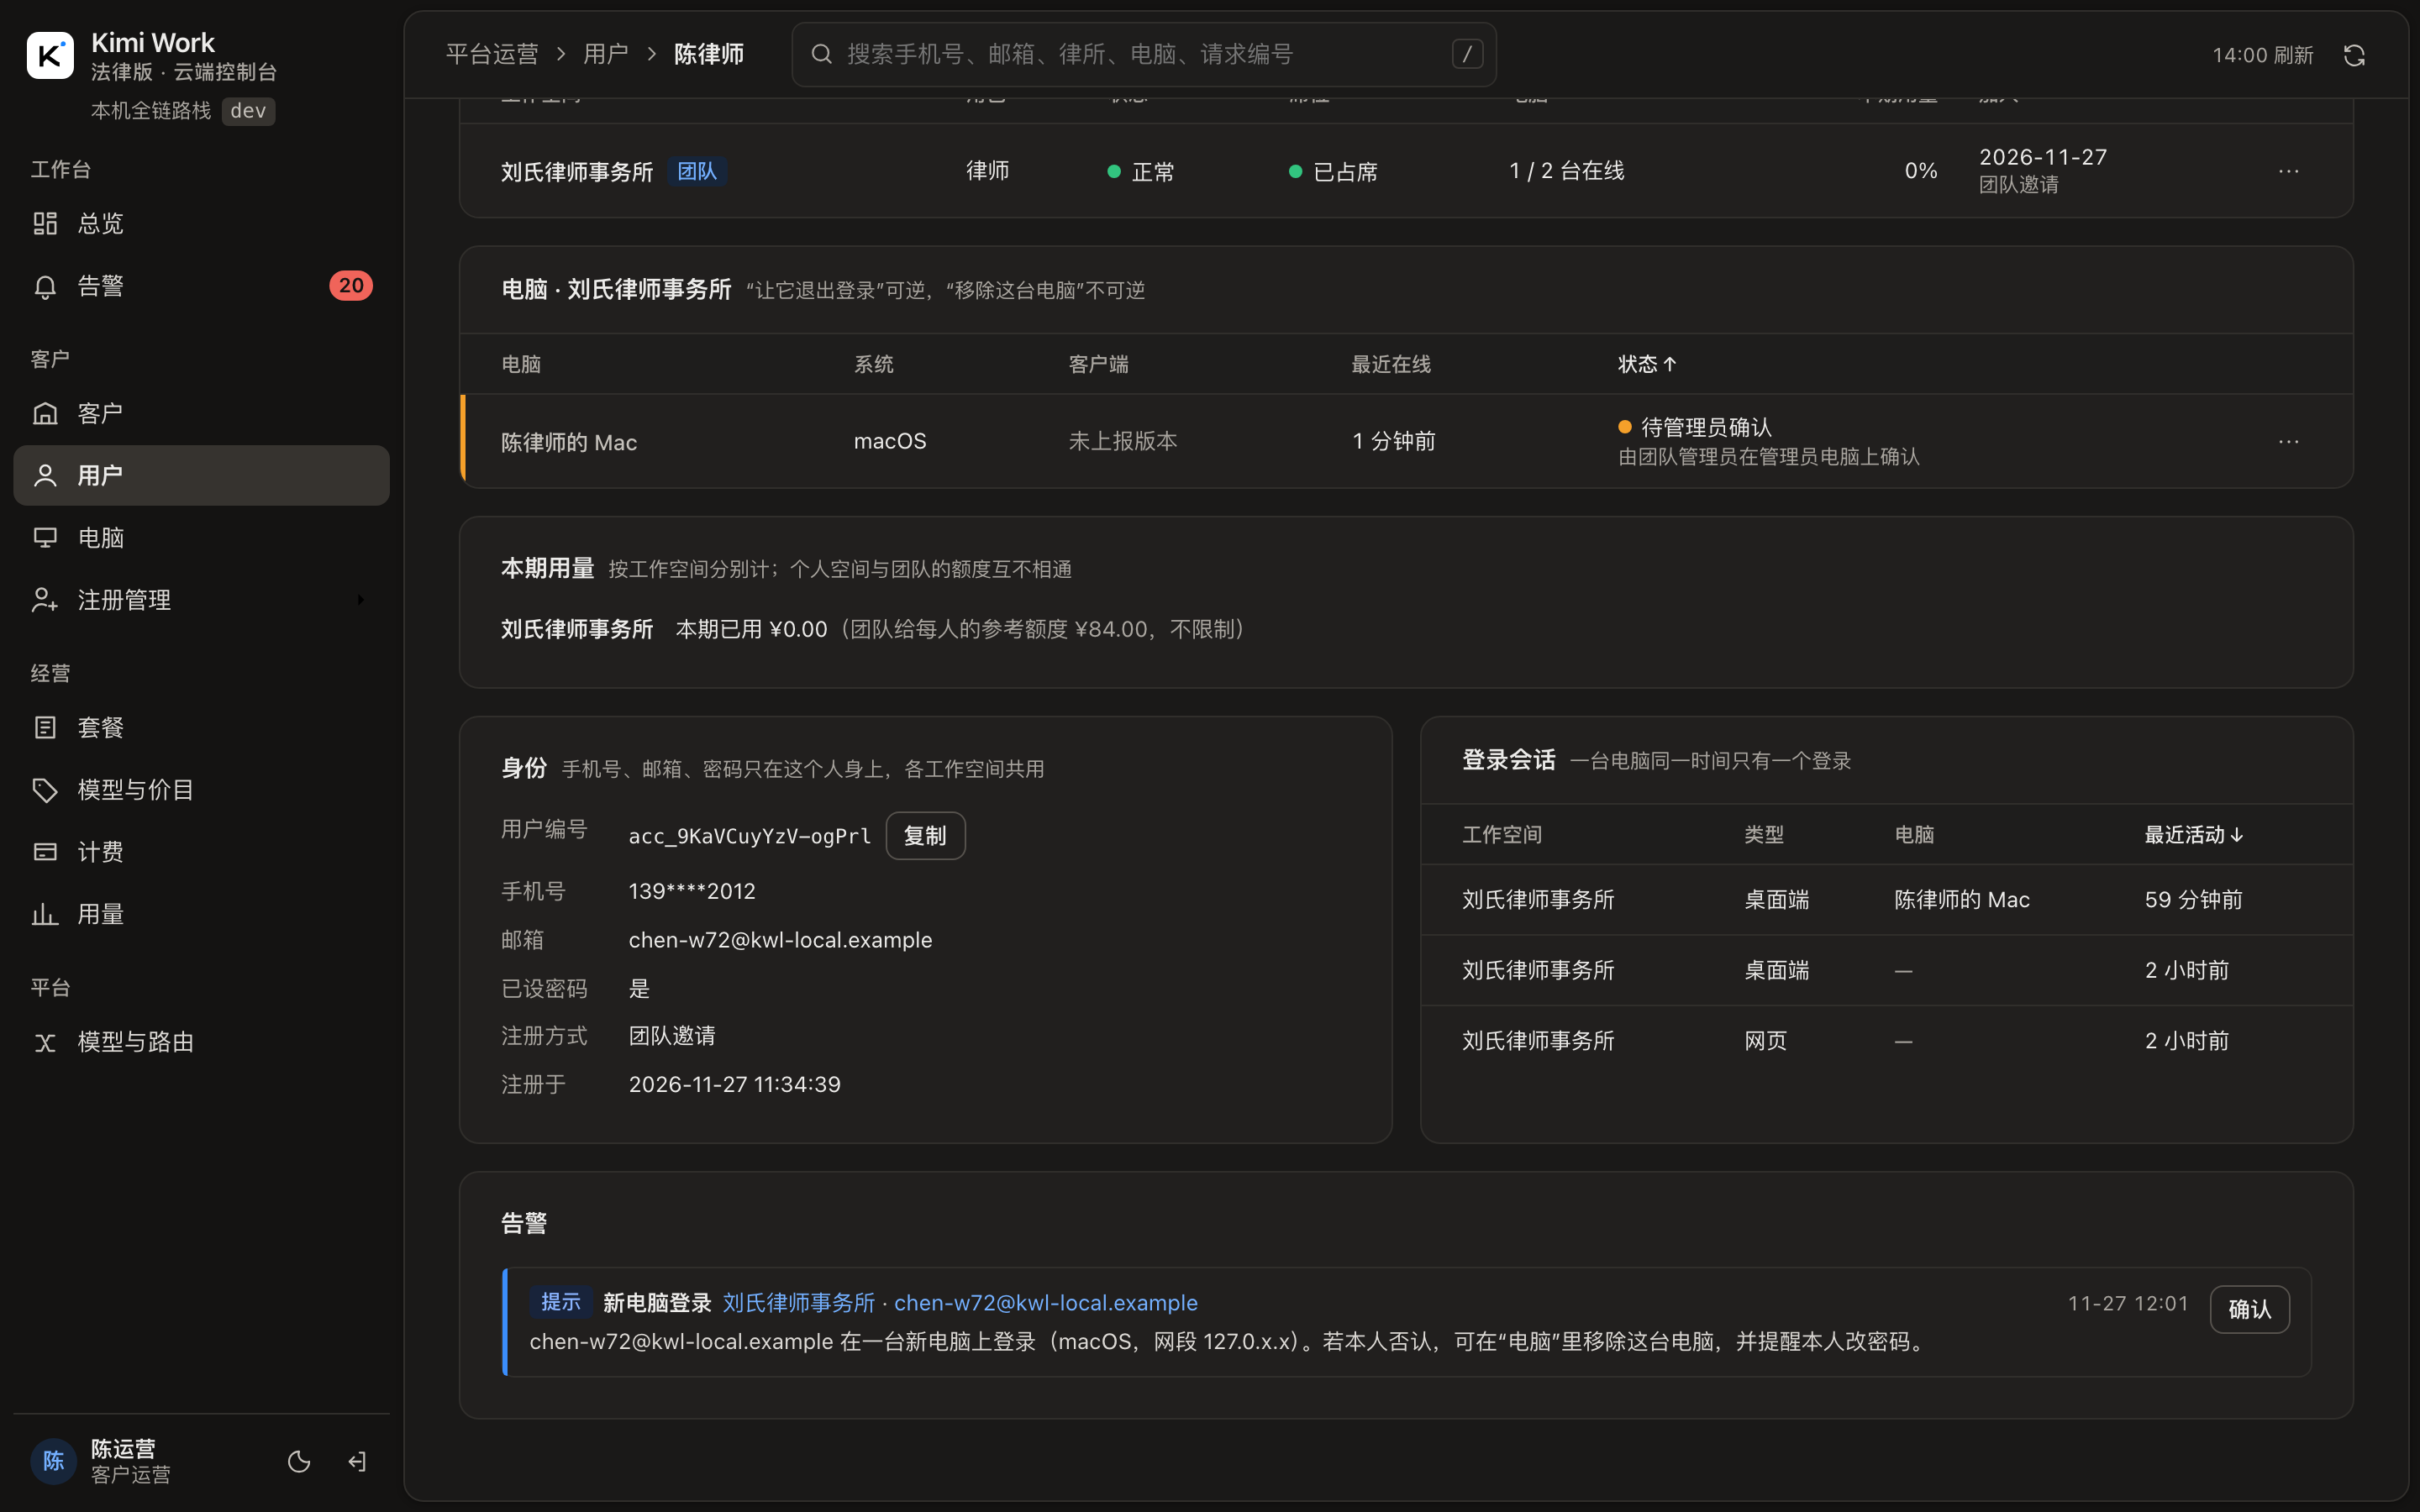 Kimi Work
法律版 · 云端控制台
本机全链路栈 dev
工作台
总览
告警 20
客户
客户
用户
电脑
注册管理
经营
套餐
模型与价目
计费
用量
平台
模型与路由
陈 陈运营
客户运营
平台运营 > 用户 > 陈律师
搜索手机号、邮箱、律所、电脑、请求编号 /
14:00 刷新
刘氏律师事务所 团队 律师 正常 已占席 1 / 2 台在线 0% 2026-11-27
团队邀请
电脑 · 刘氏律师事务所 “让它退出登录”可逆，“移除这台电脑”不可逆
电脑 系统 客户端 最近在线 状态↑
陈律师的 Mac macOS 未上报版本 1 分钟前 待管理员确认
由团队管理员在管理员电脑上确认
本期用量 按工作空间分别计；个人空间与团队的额度互不相通
刘氏律师事务所 本期已用 ¥0.00（团队给每人的参考额度 ¥84.00，不限制）
身份 手机号、邮箱、密码只在这个人身上，各工作空间共用
用户编号 acc_9KaVCuyYzV-ogPrl 复制
手机号 139****2012
邮箱 chen-w72@kwl-local.example
已设密码 是
注册方式 团队邀请
注册于 2026-11-27 11:34:39
登录会话 一台电脑同一时间只有一个登录
工作空间 类型 电脑 最近活动↓
刘氏律师事务所 桌面端 陈律师的 Mac 59 分钟前
刘氏律师事务所 桌面端 — 2 小时前
刘氏律师事务所 网页 — 2 小时前
告警
提示 新电脑登录 刘氏律师事务所 · chen-w72@kwl-local.example 11-27 12:01 确认
chen-w72@kwl-local.example 在一台新电脑上登录（macOS，网段 127.0.x.x）。若本人否认，可在“电脑”里移除这台电脑，并提醒本人改密码。